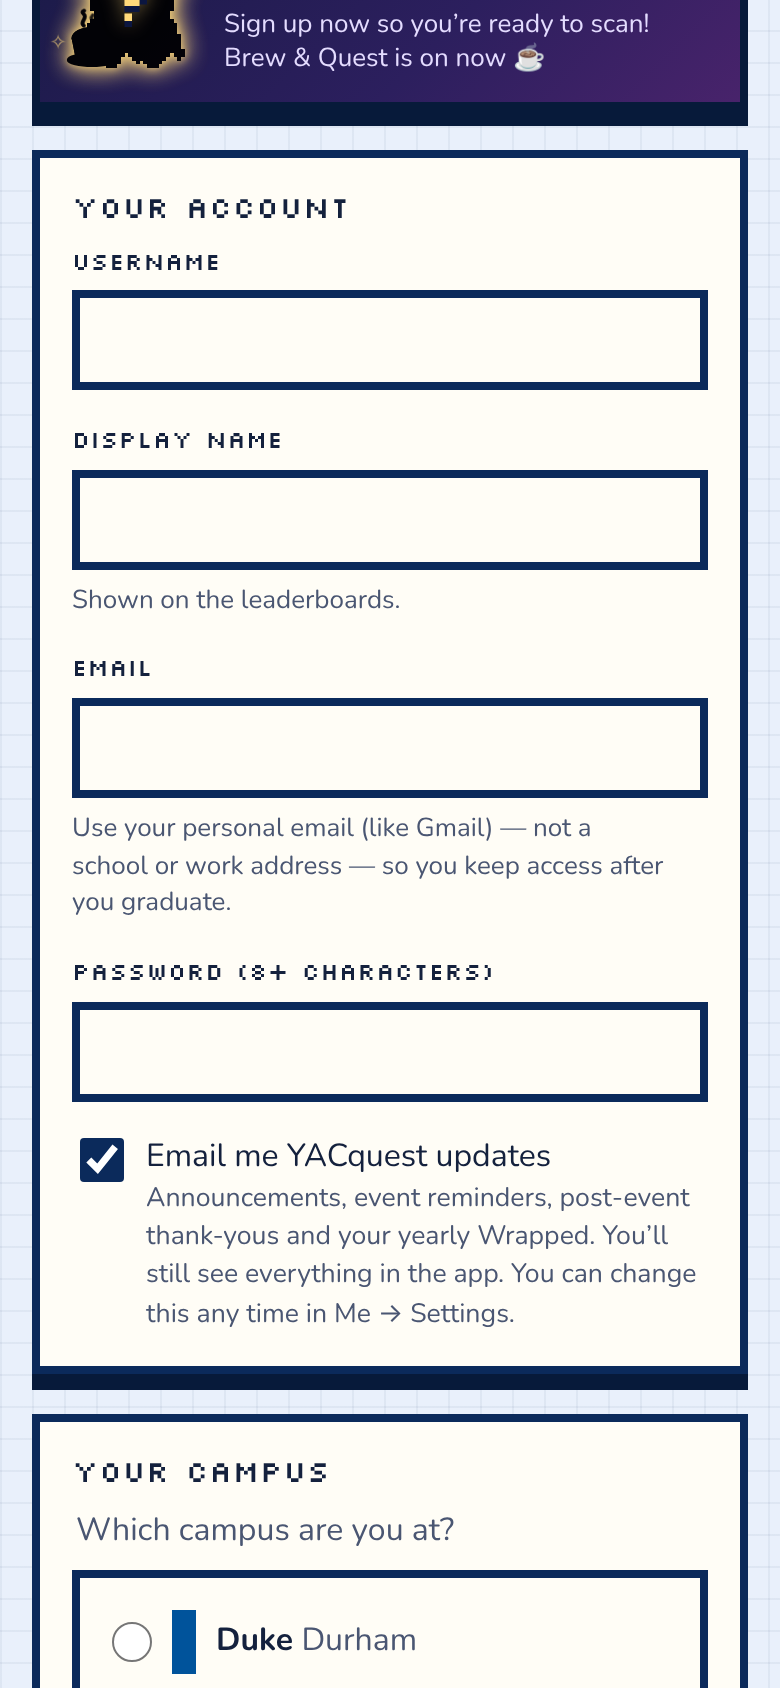 Sign up now so you’re ready to scan!
Brew & Quest is on now ☕
YOUR ACCOUNT
USERNAME
DISPLAY NAME
Shown on the leaderboards.
EMAIL
Use your personal email (like Gmail) — not a
school or work address — so you keep access after
you graduate.
PASSWORD (8+ CHARACTERS)
Email me YACquest updates
Announcements, event reminders, post-event
thank-yous and your yearly Wrapped. You’ll
still see everything in the app. You can change
this any time in Me → Settings.
YOUR CAMPUS
Which campus are you at?
Duke Durham